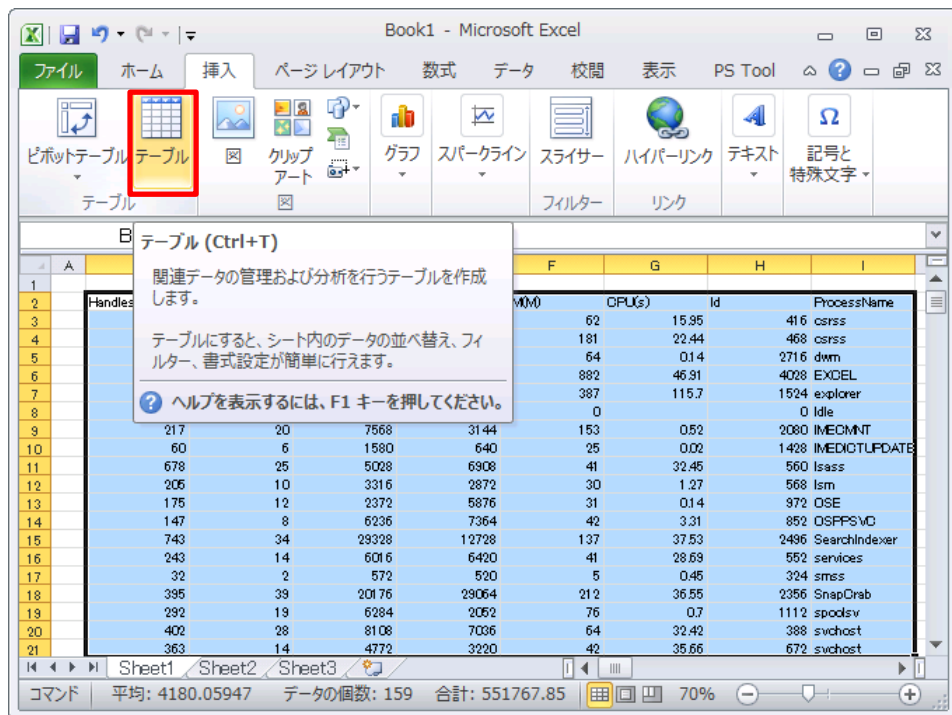 Book1 - Microsoft Excel
ファイル ホーム 挿入 ページ レイアウト 数式 データ 校閲 表示 PS Tool
ピボットテーブル テーブル 図 クリップ アート グラフ スパークライン スライサー ハイパーリンク テキスト 記号と 特殊文字
テーブル 図 フィルター リンク
B
テーブル (Ctrl+T)
関連データの管理および分析を行うテーブルを作成
します。
テーブルにすると、シート内のデータの並べ替え、フィ
ルター、書式設定が簡単に行えます。
ヘルプを表示するには、F1 キーを押してください。
A F G H I
1
2 Handles M(M) CPU(s) Id ProcessName
3 62 15.95 416 csrss
4 181 22.44 468 csrss
5 64 0.14 2716 dwm
6 882 46.91 4028 EXCEL
7 387 115.7 1524 explorer
8 0 0 Idle
9 217 20 7568 3144 153 0.52 2080 IMECMNT
10 60 6 1580 640 25 0.02 1428 IMEDICTUPDATE
11 678 25 5028 6908 41 32.45 560 lsass
12 205 10 3316 2872 30 1.27 568 lsm
13 175 12 2372 5876 31 0.14 972 OSE
14 147 8 6236 7364 42 3.31 852 OSPPSVC
15 743 34 29328 12728 137 37.53 2496 SearchIndexer
16 243 14 6016 6420 41 28.69 552 services
17 32 2 572 520 5 0.45 324 smss
18 395 39 20176 29064 212 36.55 2356 SnapCrab
19 292 19 6284 2052 76 0.7 1112 spoolsv
20 402 28 8108 7036 64 32.42 388 svchost
21 363 14 4772 3220 42 35.66 672 svchost
Sheet1 Sheet2 Sheet3
コマンド 平均: 4180.05947 データの個数: 159 合計: 551767.85 70%